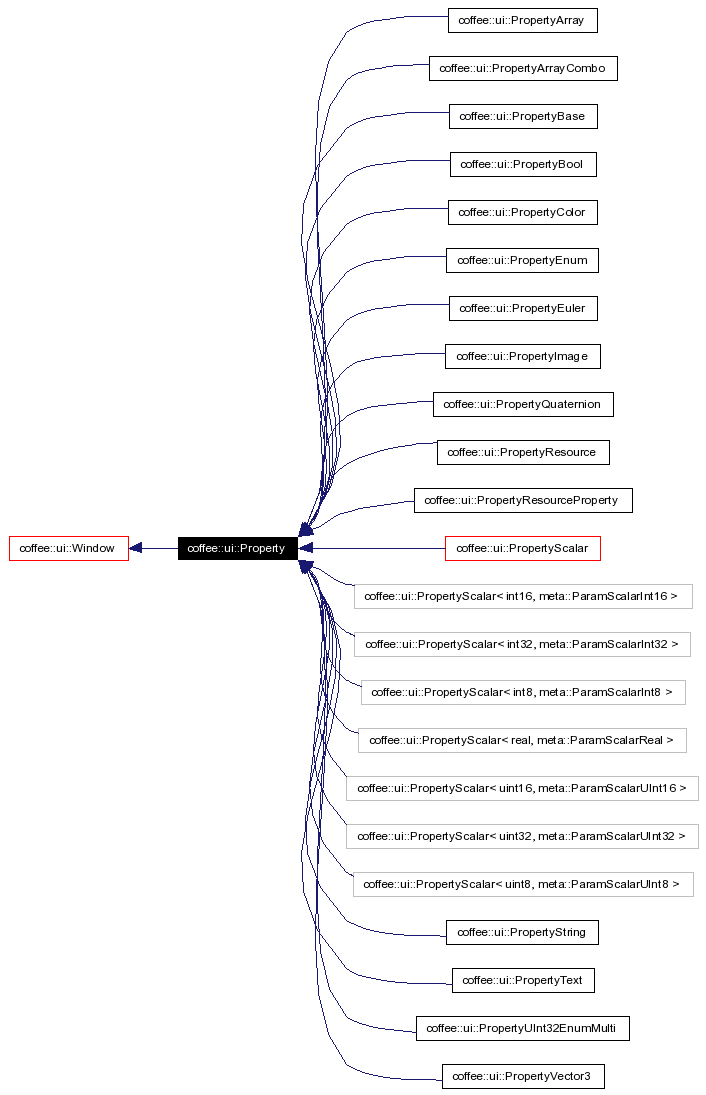 coffee::ui::PropertyArray
coffee::ui::PropertyArrayCombo
coffee::ui::PropertyBase
coffee::ui::PropertyBool
coffee::ui::PropertyColor
coffee::ui::PropertyEnum
coffee::ui::PropertyEuler
coffee::ui::PropertyImage
coffee::ui::PropertyQuaternion
coffee::ui::PropertyResource
coffee::ui::PropertyResourceProperty
coffee::ui::Window
coffee::ui::Property
coffee::ui::PropertyScalar
coffee::ui::PropertyScalar< int16, meta::ParamScalarInt16 >
coffee::ui::PropertyScalar< int32, meta::ParamScalarInt32 >
coffee::ui::PropertyScalar< int8, meta::ParamScalarInt8 >
coffee::ui::PropertyScalar< real, meta::ParamScalarReal >
coffee::ui::PropertyScalar< uint16, meta::ParamScalarUInt16 >
coffee::ui::PropertyScalar< uint32, meta::ParamScalarUInt32 >
coffee::ui::PropertyScalar< uint8, meta::ParamScalarUInt8 >
coffee::ui::PropertyString
coffee::ui::PropertyText
coffee::ui::PropertyUInt32EnumMulti
coffee::ui::PropertyVector3